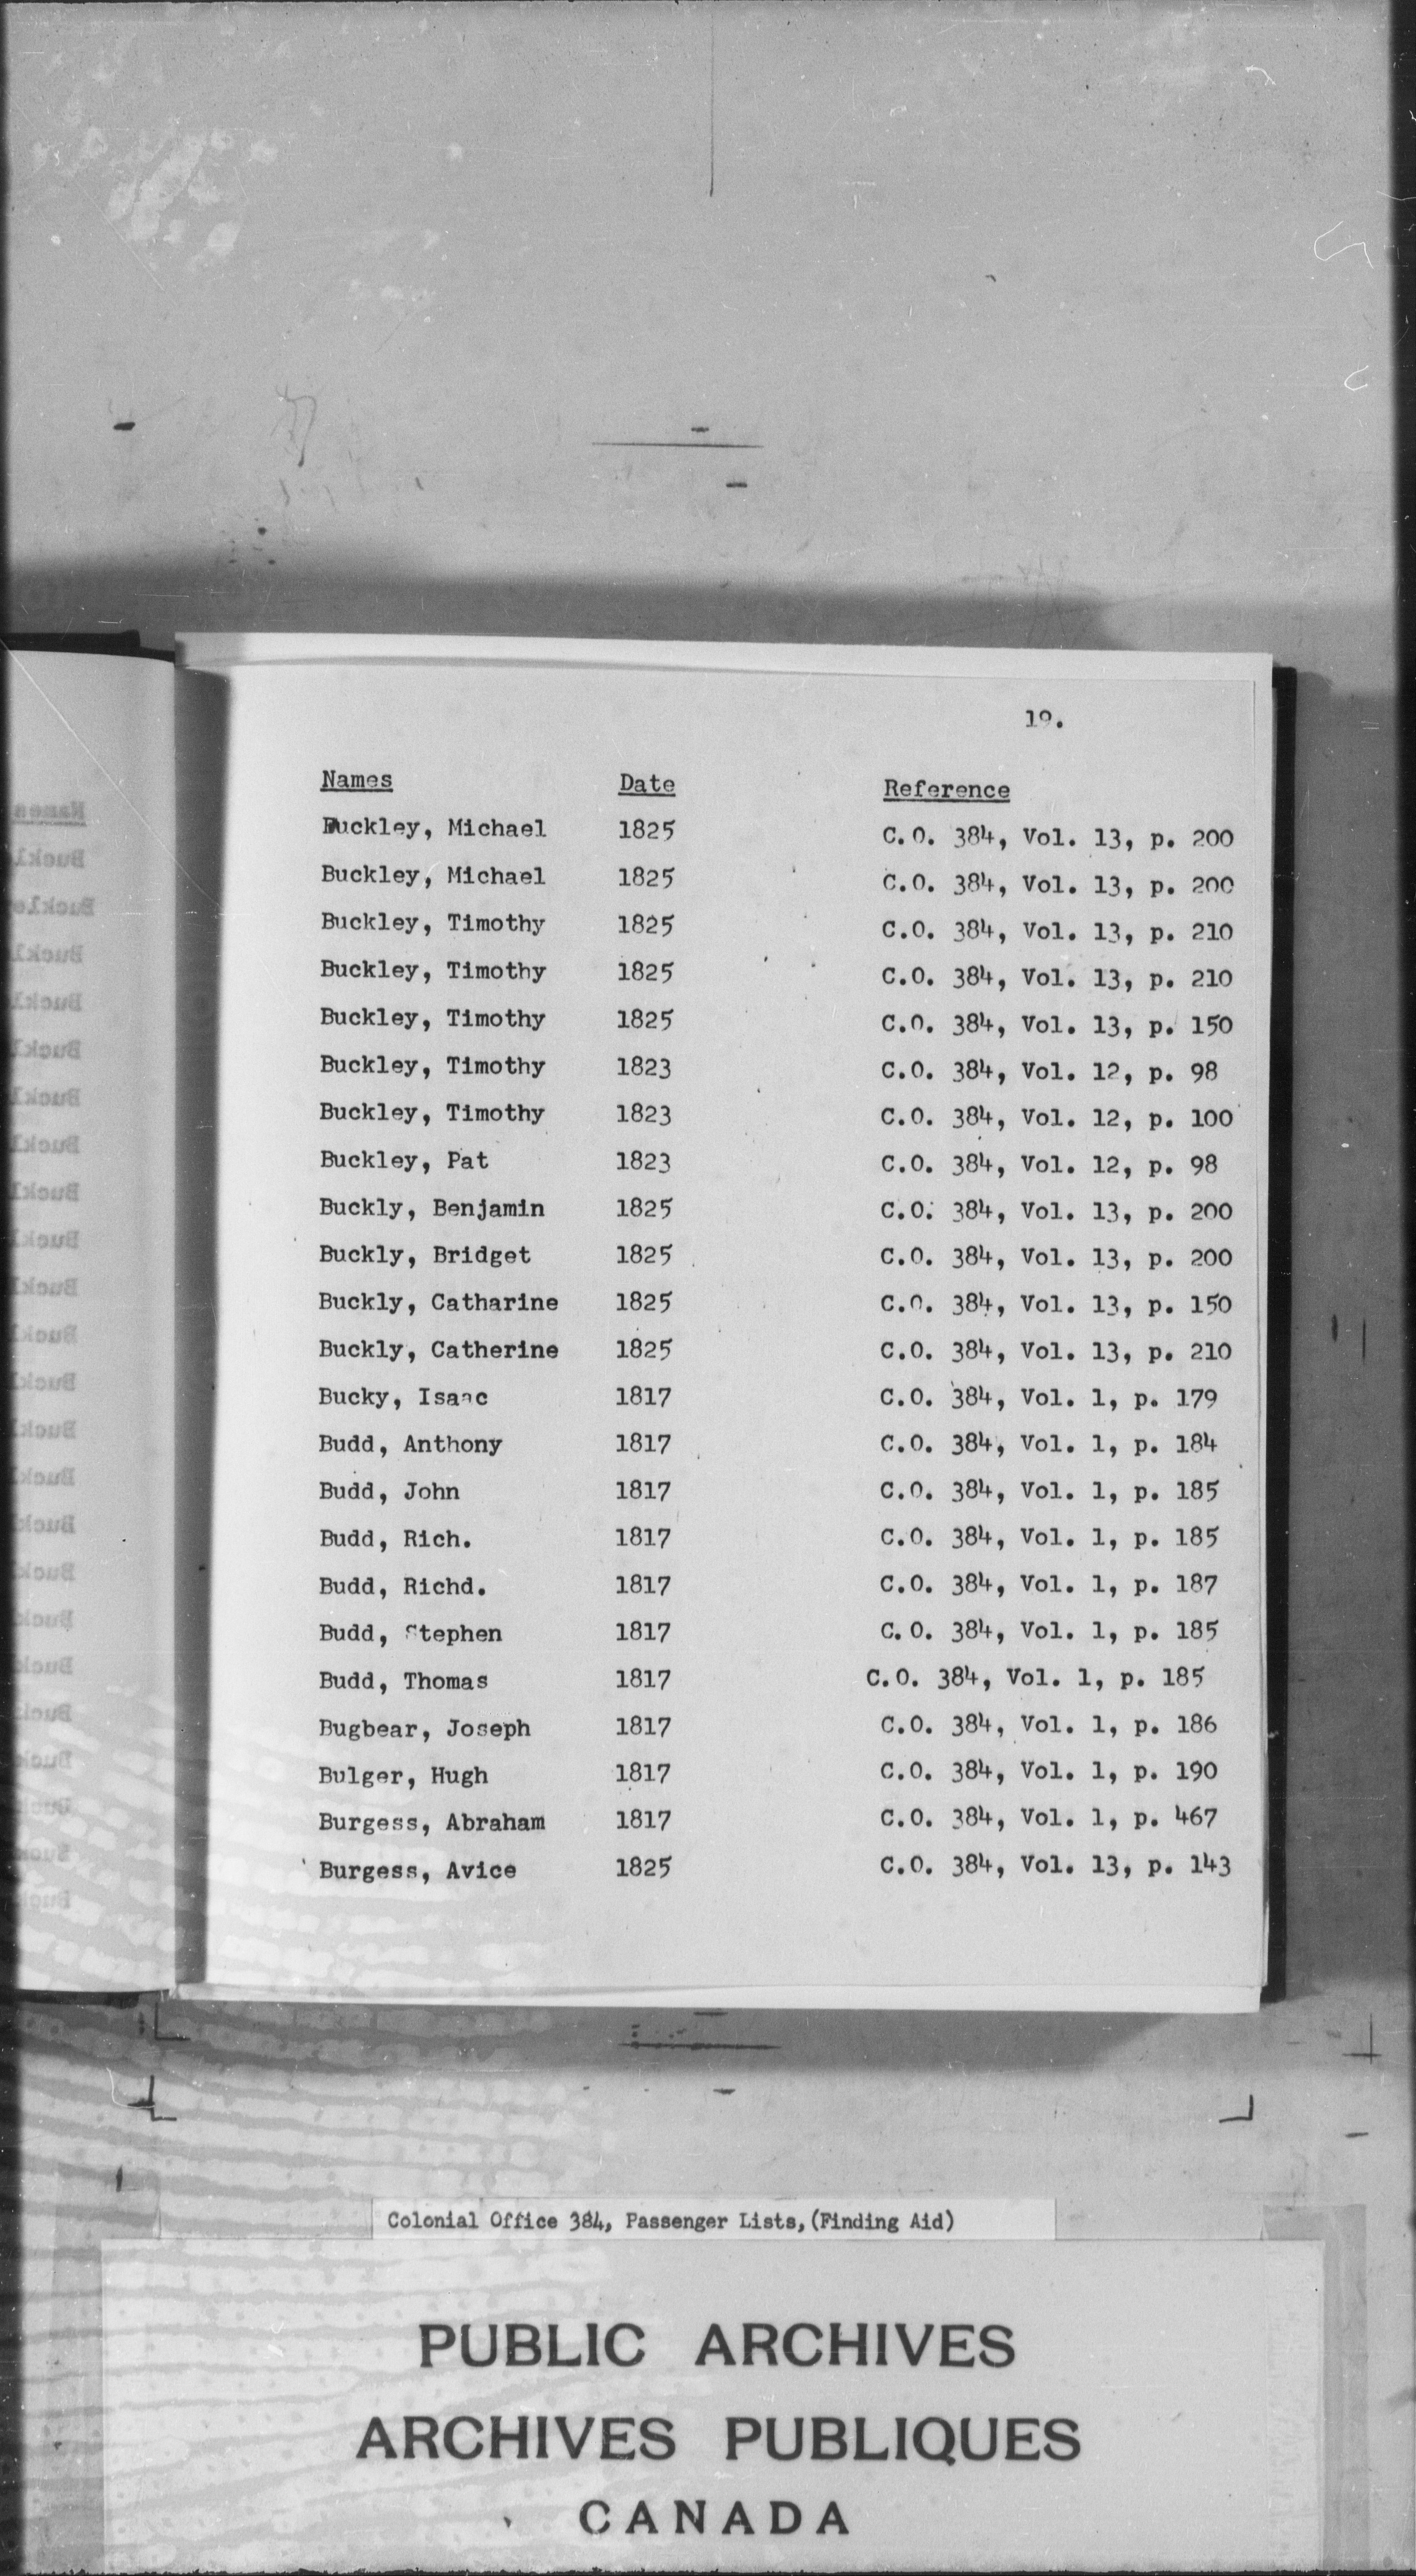 19.
Names Date Reference
Buckley, Michael 1825 C.O. 384, Vol. 13, p. 200
Buckley, Michael 1825 C.O. 384, Vol. 13, p. 200
Buckley, Timothy 1825 C.O. 384, Vol. 13, p. 210
Buckley, Timothy 1825 C.O. 384, Vol. 13, p. 210
Buckley, Timothy 1825 C.O. 384, Vol. 13, p. 150
Buckley, Timothy 1823 C.O. 384, Vol. 12, p. 98
Buckley, Timothy 1823 C.O. 384, Vol. 12, p. 100
Buckley, Pat 1823 C.O. 384, Vol. 12, p. 98
Buckly, Benjamin 1825 C.O. 384, Vol. 13, p. 200
Buckly, Bridget 1825 C.O. 384, Vol. 13, p. 200
Buckly, Catharine 1825 C.O. 384, Vol. 13, p. 150
Buckly, Catherine 1825 C.O. 384, Vol. 13, p. 210
Bucky, Isaac 1817 C.O. 384, Vol. 1, p. 179
Budd, Anthony 1817 C.O. 384, Vol. 1, p. 184
Budd, John 1817 C.O. 384, Vol. 1, p. 185
Budd, Rich. 1817 C.O. 384, Vol. 1, p. 185
Budd, Richd. 1817 C.O. 384, Vol. 1, p. 187
Budd, Stephen 1817 C.O. 384, Vol. 1, p. 185
Budd, Thomas 1817 C.O. 384, Vol. 1, p. 185
Bugbear, Joseph 1817 C.O. 384, Vol. 1, p. 186
Bulger, Hugh 1817 C.O. 384, Vol. 1, p. 190
Burgess, Abraham 1817 C.O. 384, Vol. 1, p. 467
Burgess, Avice 1825 C.O. 384, Vol. 13, p. 143
Colonial Office 384, Passenger Lists, (Finding Aid)
PUBLIC ARCHIVES
ARCHIVES PUBLIQUES
CANADA